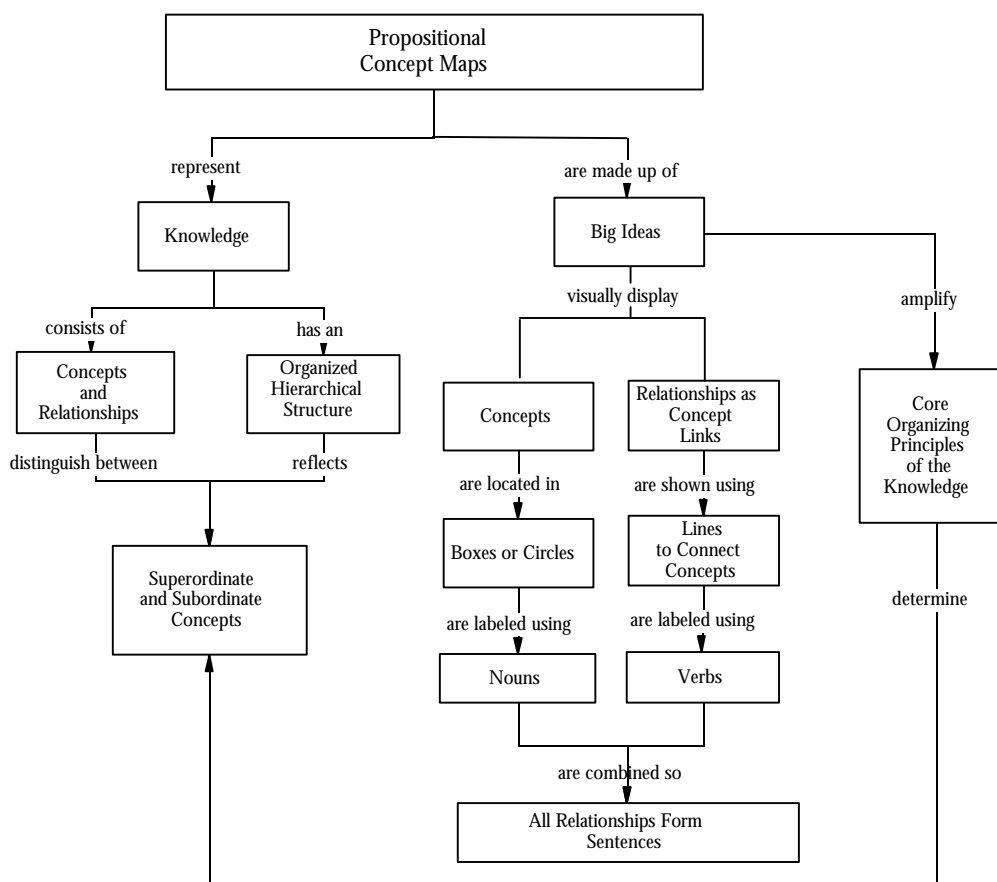 Propositional
Concept Maps
represent
are made up of
Knowledge
Big Ideas
visually display
amplify
consists of
has an
Concepts
and
Relationships
Organized
Hierarchical
Structure
Concepts
Relationships as
Concept
Links
Core
Organizing
Principles
of the
Knowledge
distinguish between
reflects
are located in
are shown using
Boxes or Circles
Lines
to Connect
Concepts
Superordinate
and Subordinate
Concepts
determine
are labeled using
are labeled using
Nouns
Verbs
are combined so
All Relationships Form
Sentences